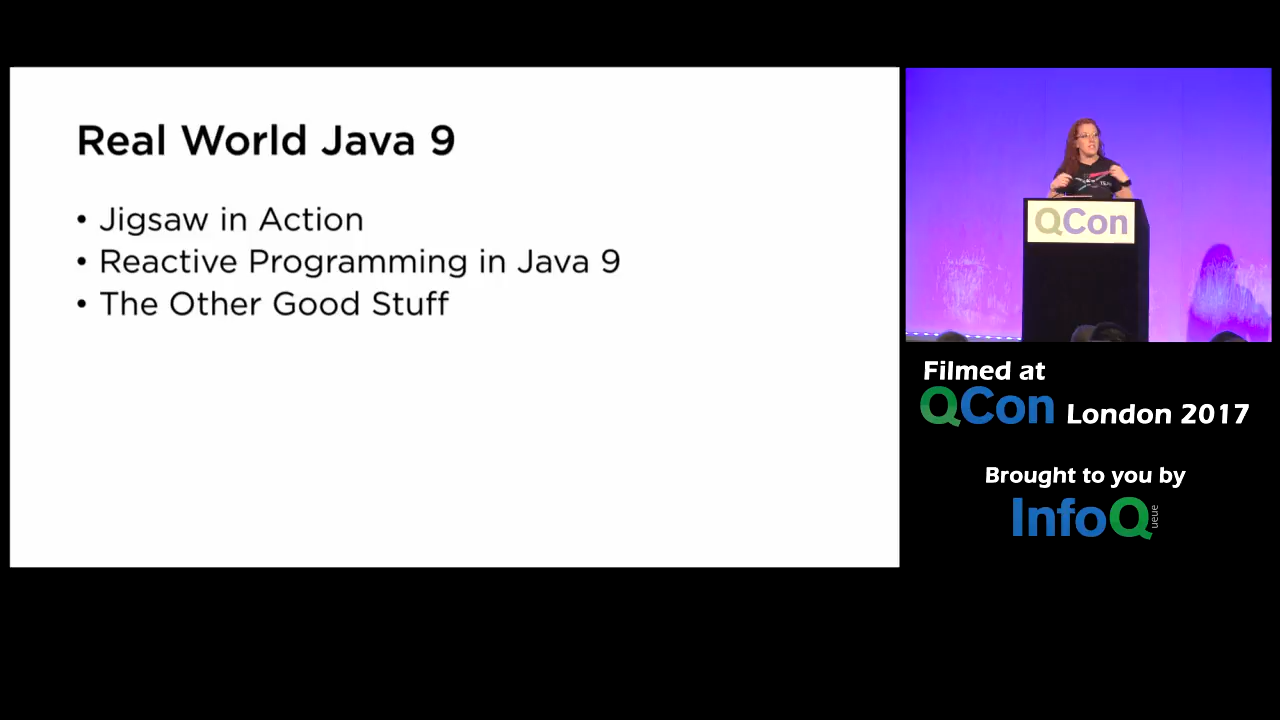 Real World Java 9
• Jigsaw in Action
• Reactive Programming in Java 9
• The Other Good Stuff
QCon
Filmed at
QCon London 2017
Brought to you by
InfoQ
ueue